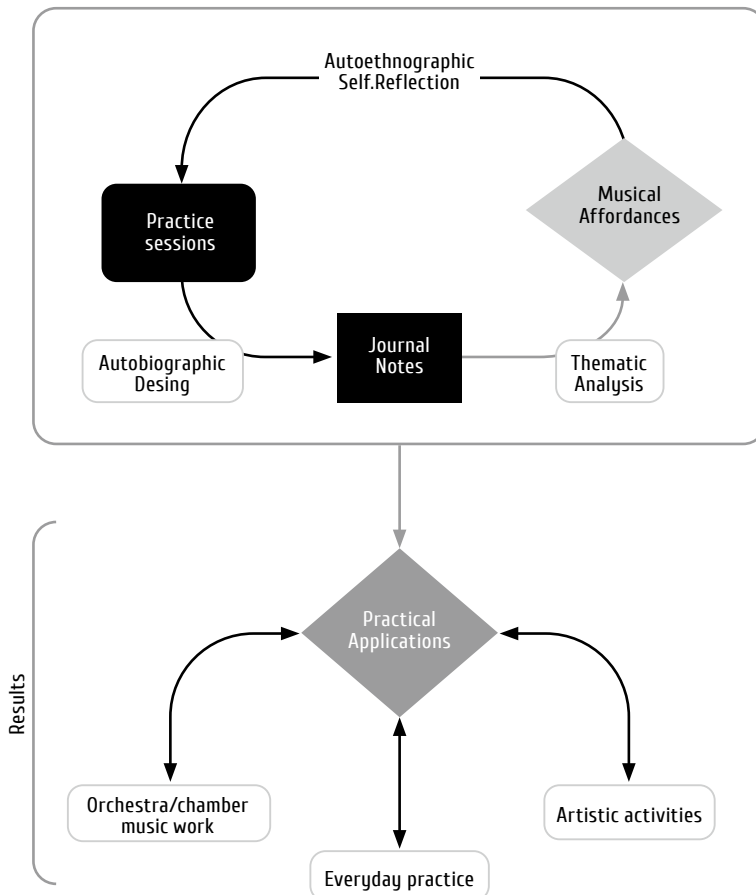 Autoethnographic
Self.Reflection
Practice
sessions
Musical
Affordances
Autobiographic
Desing
Journal
Notes
Thematic
Analysis
Results
Practical
Applications
Orchestra/chamber
music work
Everyday practice
Artistic activities